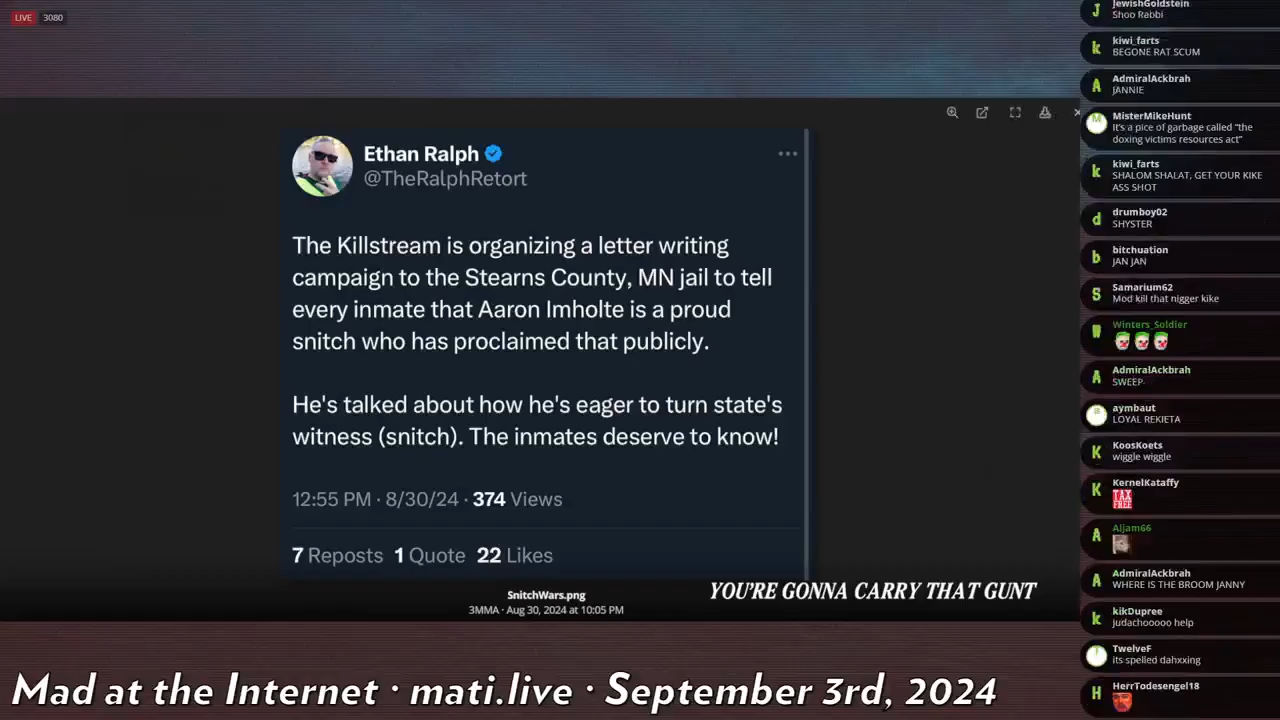 LIVE 3080
Ethan Ralph
@TheRalphRetort
The Killstream is organizing a letter writing
campaign to the Stearns County, MN jail to tell
every inmate that Aaron Imholte is a proud
snitch who has proclaimed that publicly.
He's talked about how he's eager to turn state's
witness (snitch). The inmates deserve to know!
12:55 PM · 8/30/24 · 374 Views
7 Reposts 1 Quote 22 Likes
SnitchWars.png
3MMA · Aug 30, 2024 at 10:05 PM
YOU'RE GONNA CARRY THAT GUNT
Mad at the Internet · mati.live · September 3rd, 2024
J
JewishGoldstein
Shoo Rabbi
k
kiwi_farts
BEGONE RAT SCUM
A
AdmiralAckbrah
JANNIE
M
MisterMikeHunt
It's a pice of garbage called "the
doxing victims resources act"
k
kiwi_farts
SHALOM SHALAT, GET YOUR KIKE
ASS SHOT
d
drumboy02
SHYSTER
b
bitchuation
JAN JAN
S
Samarium62
Mod kill that nigger kike
W
Winters_Soldier
A
AdmiralAckbrah
SWEEP
aymbaut
LOYAL REKIETA
K
KoosKoets
wiggle wiggle
K
KernelKataffy
TAX
FREE
A
AlJam66
A
AdmiralAckbrah
WHERE IS THE BROOM JANNY
k
kikDupree
Judachooooo help
T
TwelveF
its spelled dahxxing
H
HerrTodesengel18